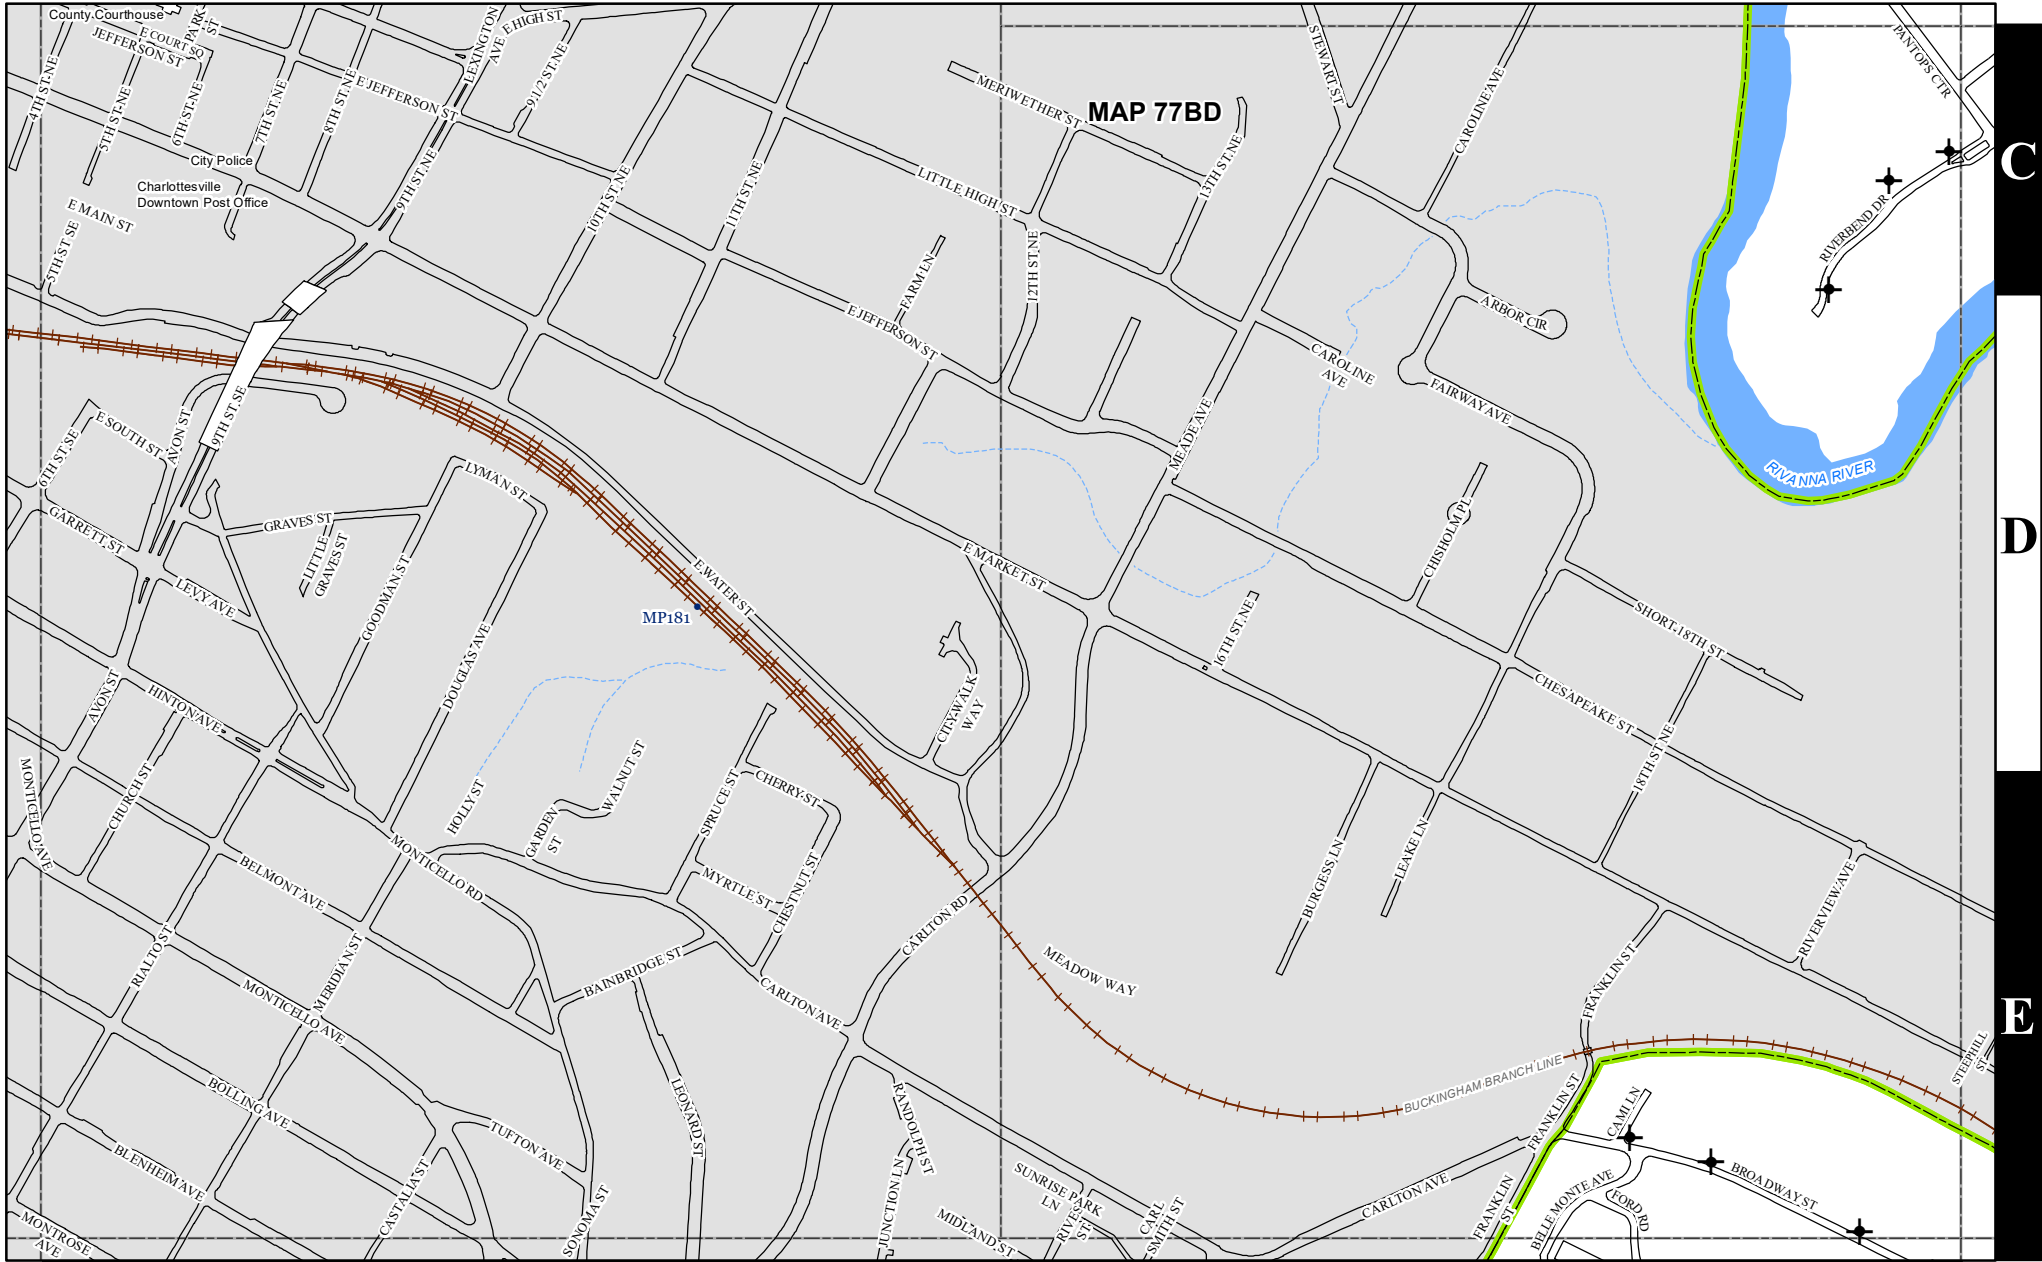 County Courthouse
E COURT SQ
PARK ST
JEFFERSON ST
LEXINGTON AVE
E HIGH ST
9 1/2 ST NE
4TH ST NE
5TH ST NE
6TH ST NE
7TH ST NE
8TH ST NE
E JEFFERSON ST
City Police
Charlottesville
Downtown Post Office
E MAIN ST
5TH ST SE
9TH ST NE
10TH ST NE
11TH ST NE
MERIWETHER ST
MAP 77BD
STEWART ST
CAROLINE AVE
PANTOPS CTR
C
LITTLE HIGH ST
13TH ST NE
12TH ST NE
FARM LN
E JEFFERSON ST
RIVERBEND DR
ARBOR CIR
CAROLINE
AVE
FAIRWAY AVE
MEADE AVE
RIVANNA RIVER
D
9TH ST SE
AVON ST
E SOUTH ST
6TH ST SE
GARRETT ST
LYMAN ST
GRAVES ST
LITTLE
GRAVES ST
LEVY AVE
GOODMAN ST
DOUGLAS AVE
E WATER ST
MP181
E MARKET ST
CHISHOLM PL
16TH ST NE
SHORT 18TH ST
CHESAPEAKE ST
18TH ST NE
CITY WALK
WAY
AVON ST
HINTON AVE
MONTICELLO AVE
CHURCH ST
HOLLY ST
GARDEN
ST
WALNUT ST
SPRUCE ST
CHERRY ST
MYRTLE ST
CHESTNUT ST
MONTICELLO RD
BELMONT AVE
BURGESS LN
LEAKE LN
RIVERVIEW AVE
RIALTO ST
MERIDIAN ST
BAINBRIDGE ST
CARLTON RD
CARLTON AVE
MEADOW WAY
FRANKLIN ST
E
MONTICELLO AVE
BUCKINGHAM BRANCH LINE
STEEPHILL
ST
BOLLING AVE
LEONARD ST
RANDOLPH ST
FRANKLIN ST
CAMI LN
TUFTON AVE
BLENHEIM AVE
CASTALIA ST
SONOMA ST
JUNCTION LN
SUNRISE PARK
LN
MIDLAND ST
RIVES
ST
CARL
SMITH ST
CARLTON AVE
FRANKLIN
ST
BELLE MONTE AVE
FORD RD
BROADWAY ST
MONTROSE
AVE